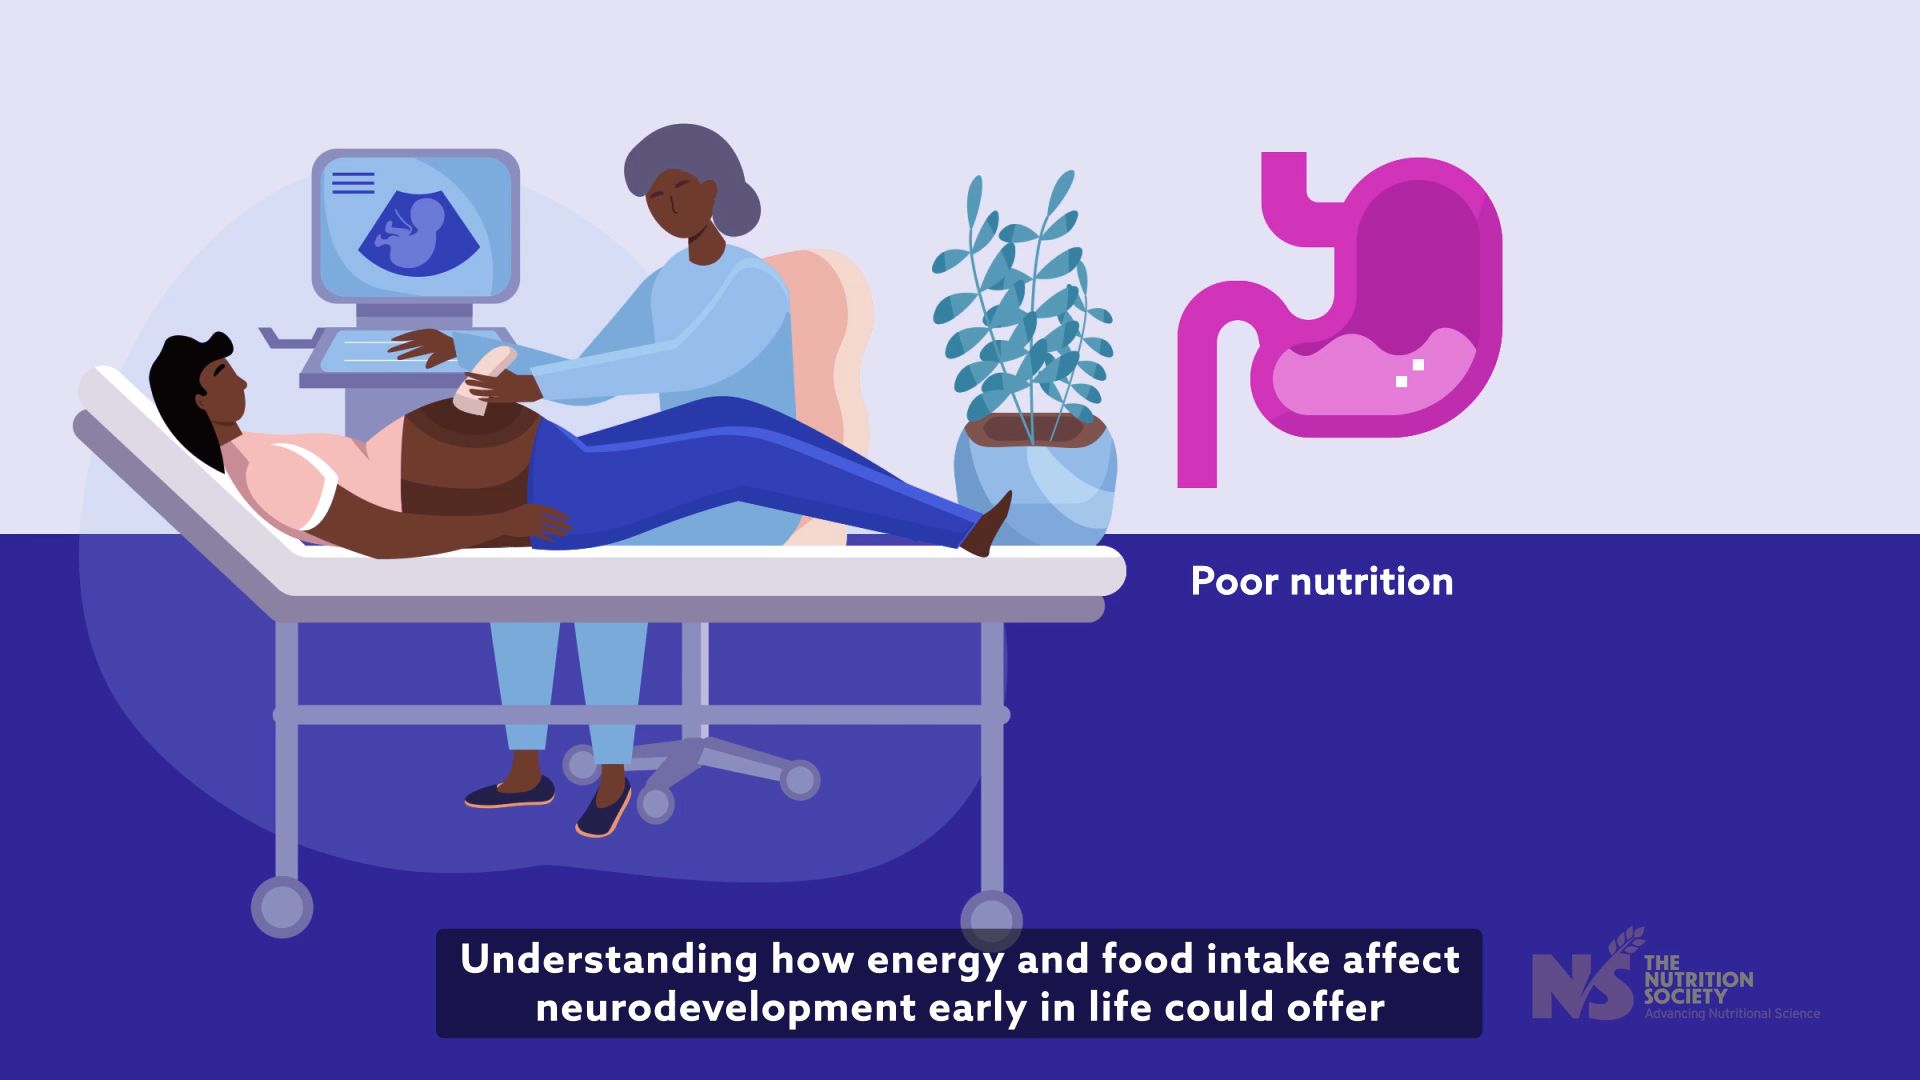 Poor nutrition
Understanding how energy and food intake affect
neurodevelopment early in life could offer
NS
THE
NUTRITION
SOCIETY
Advancing Nutritional Science